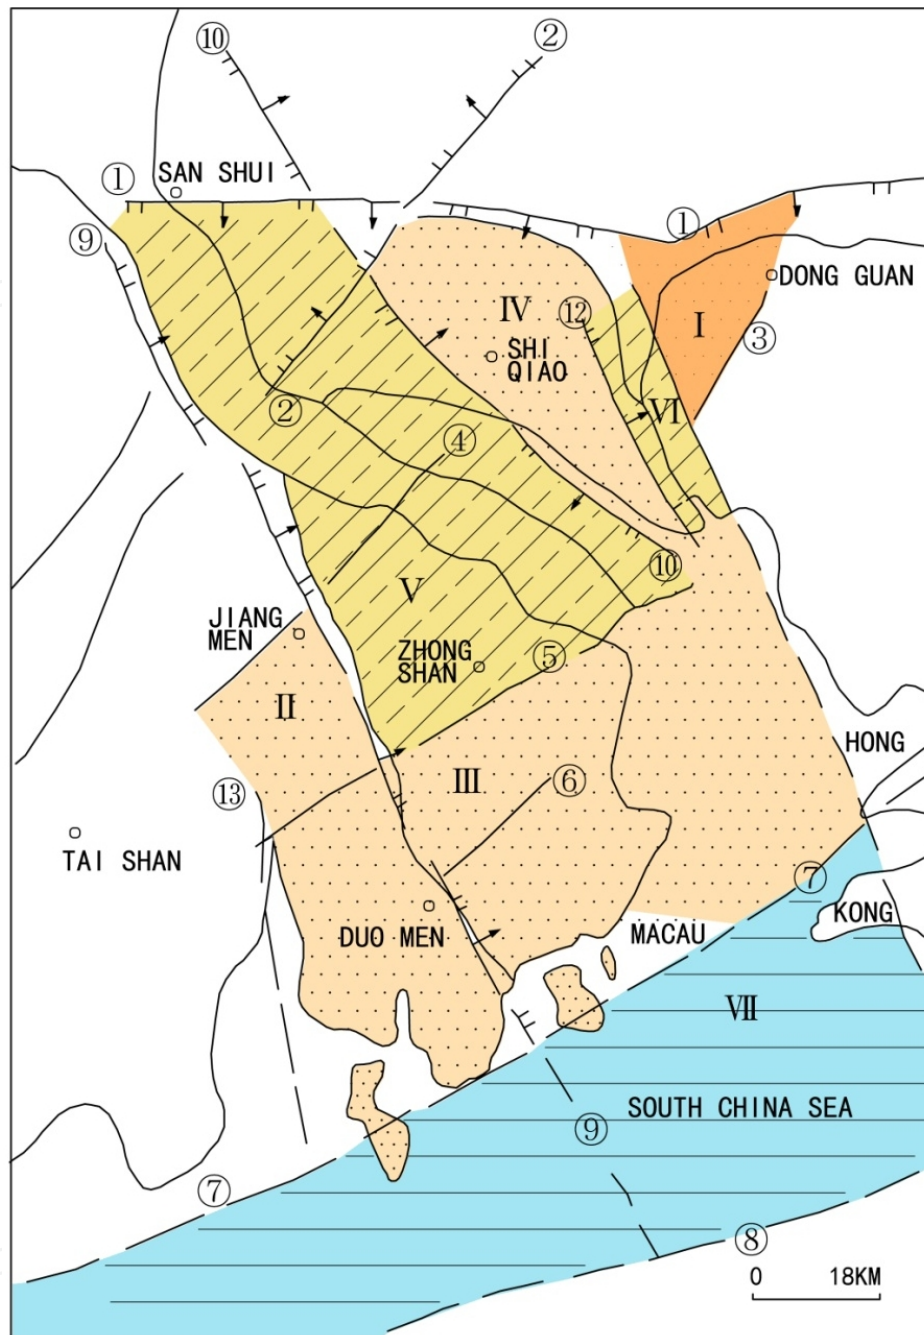 ⑩
②
①
SAN SHUI
⑨
①
DONG GUAN
Ⅳ
⑫
Ⅰ
③
SHI
QIAO
②
④
Ⅵ
Ⅴ
⑩
JIANG
MEN
ZHONG
SHAN
⑤
Ⅱ
HONG
⑬
Ⅲ
⑥
TAI SHAN
⑦
DUO MEN
MACAU
KONG
Ⅶ
SOUTH CHINA SEA
⑨
⑦
⑧
0 18KM